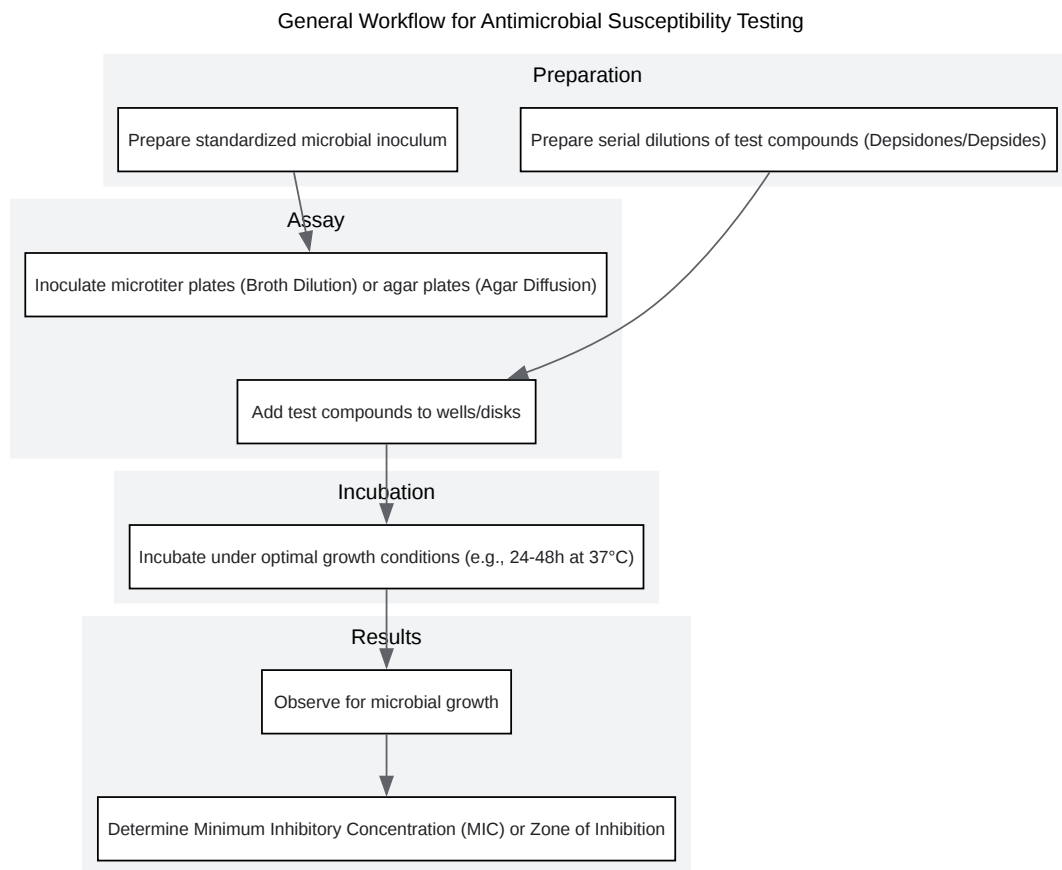 General Workflow for Antimicrobial Susceptibility Testing
Preparation
Prepare standardized microbial inoculum
Prepare serial dilutions of test compounds (Depsidones/Depsides)
Assay
Inoculate microtiter plates (Broth Dilution) or agar plates (Agar Diffusion)
Add test compounds to wells/disks
Incubation
Incubate under optimal growth conditions (e.g., 24-48h at 37°C)
Results
Observe for microbial growth
Determine Minimum Inhibitory Concentration (MIC) or Zone of Inhibition